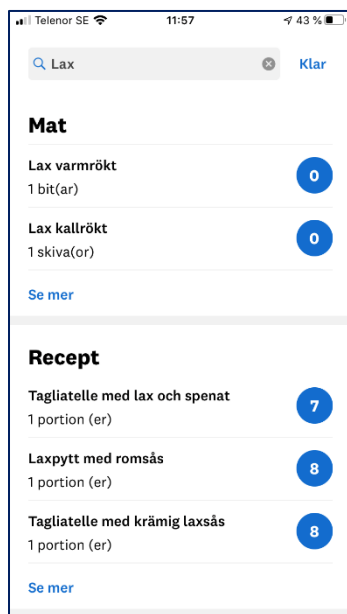 Telenor SE 11:57 43 %
Lax Klar
Mat
Lax varmrökt
1 bit(ar)
0
Lax kallrökt
1 skiva(or)
0
Se mer
Recept
Tagliatelle med lax och spenat
1 portion (er)
7
Laxpytt med romsås
1 portion (er)
8
Tagliatelle med krämig laxsås
1 portion (er)
8
Se mer